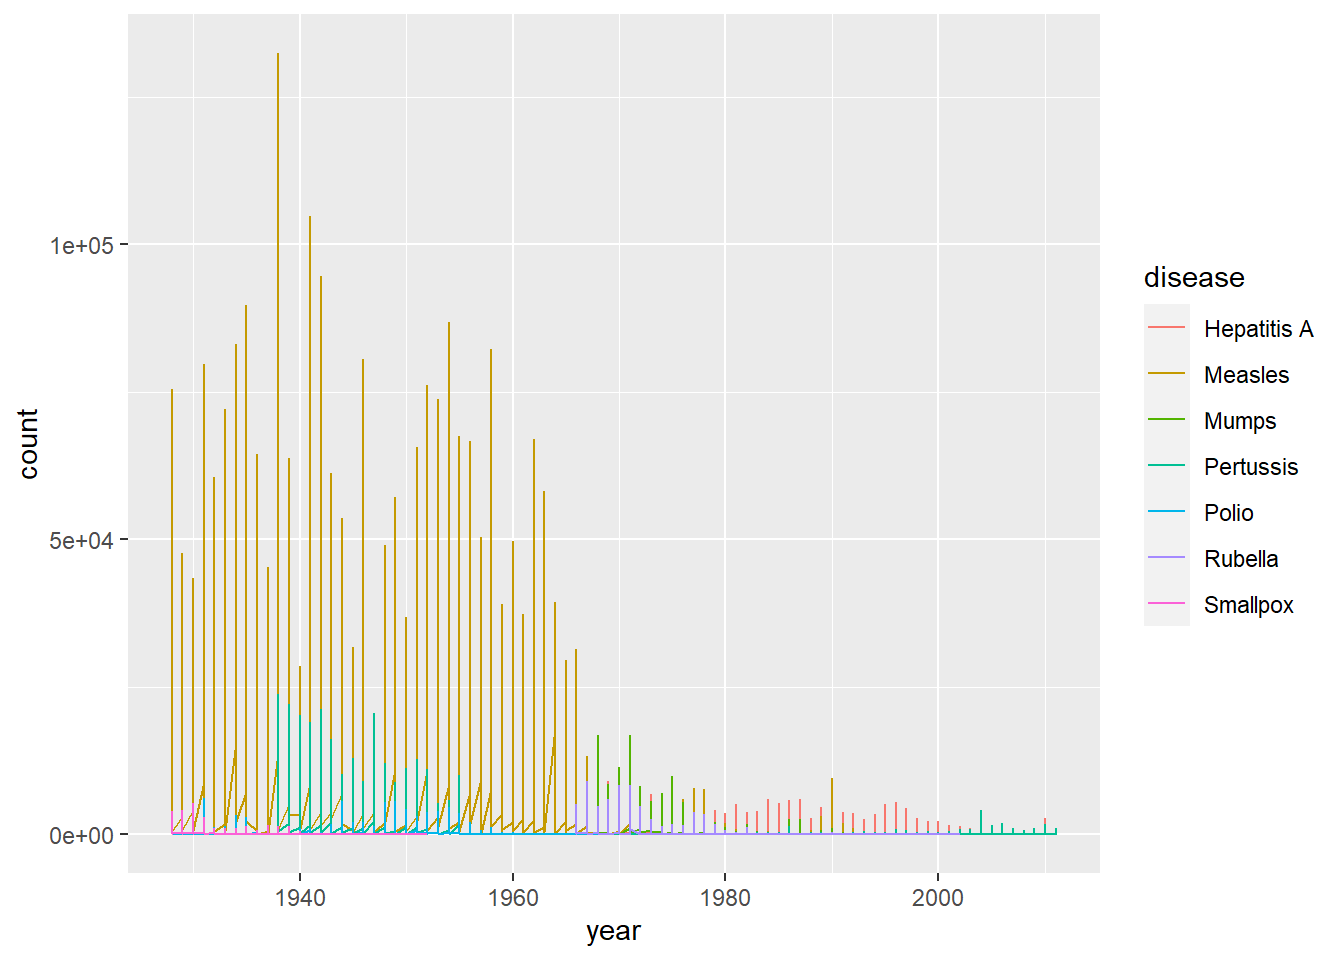 1e+05
5e+04
0e+00
count
1940
1960
1980
2000
year
disease
Hepatitis A
Measles
Mumps
Pertussis
Polio
Rubella
Smallpox